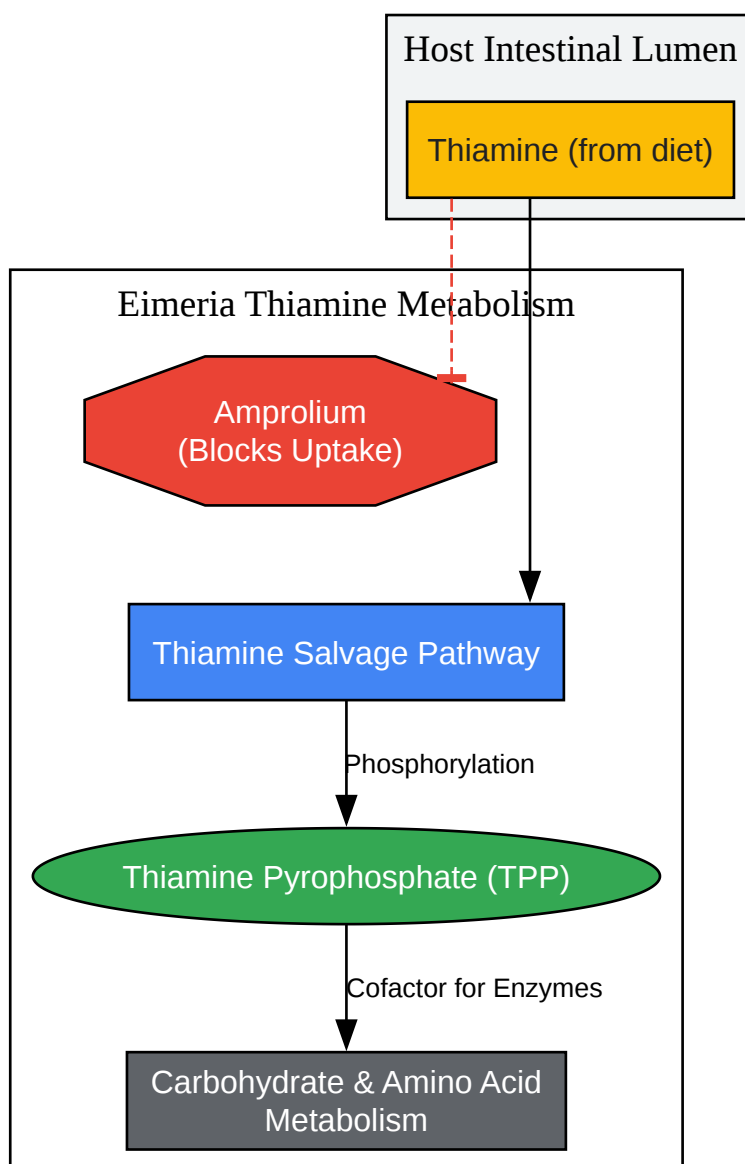 Host Intestinal Lumen
Thiamine (from diet)
Eimeria Thiamine Metabolism
Amprolium
(Blocks Uptake)
Thiamine Salvage Pathway
Phosphorylation
Thiamine Pyrophosphate (TPP)
Cofactor for Enzymes
Carbohydrate & Amino Acid
Metabolism